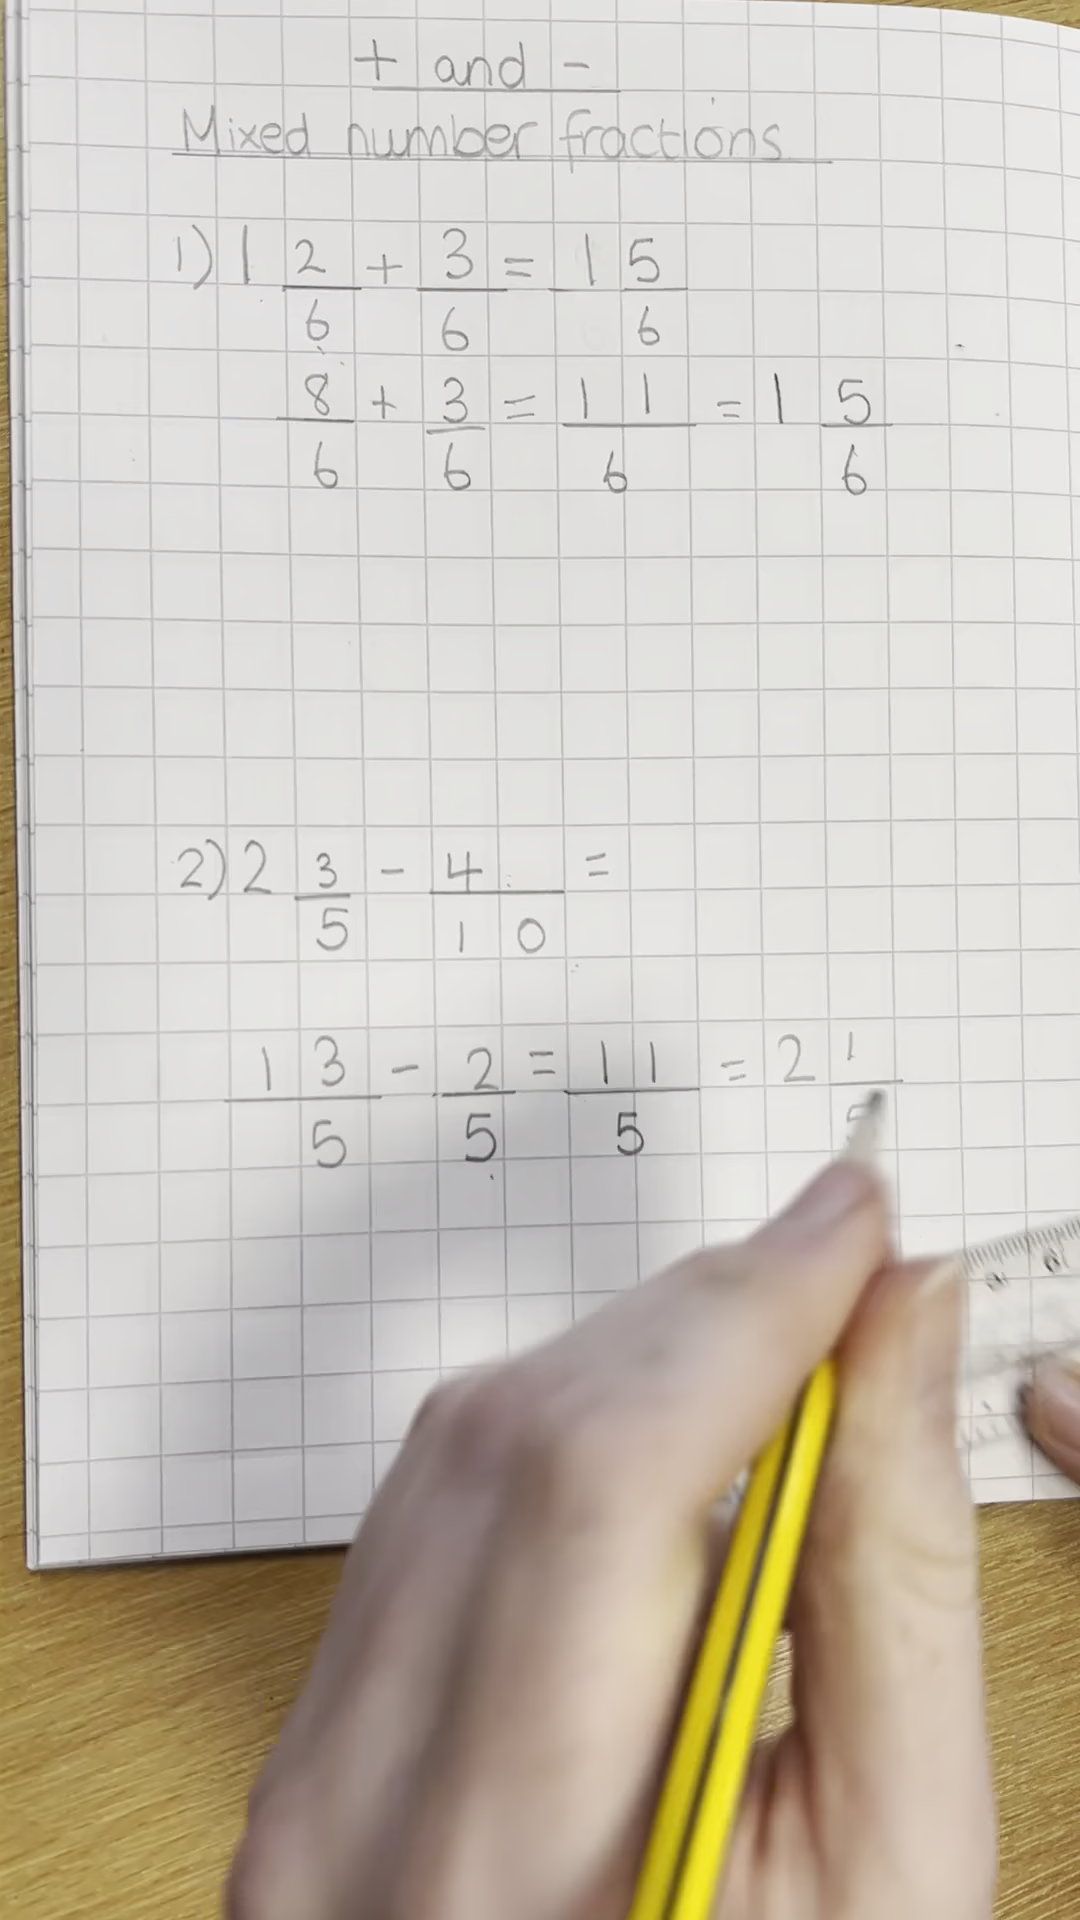 + and -
Mixed number fractions
1) 1 2/6 + 3/6 = 1 5/6
8/6 + 3/6 = 11/6 = 1 5/6
2) 2 3/5 - 4/10 =
13/5 - 2/5 = 11/5 = 2 1/5